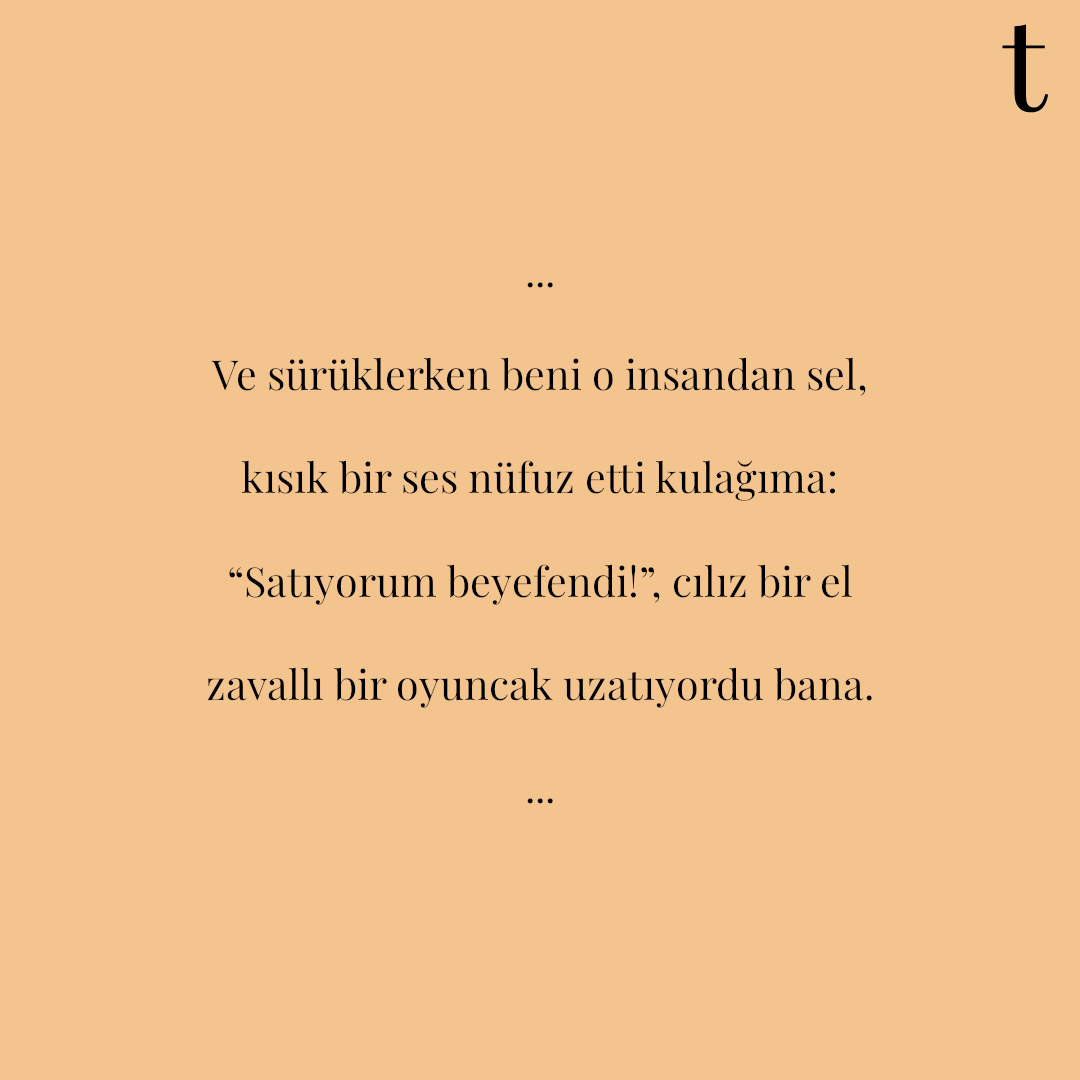 t
...
Ve sürüklerken beni o insandan sel,
kısık bir ses nüfuz etti kulağıma:
“Satıyorum beyefendi!”, cılız bir el
zavallı bir oyuncak uzatıyordu bana.
...